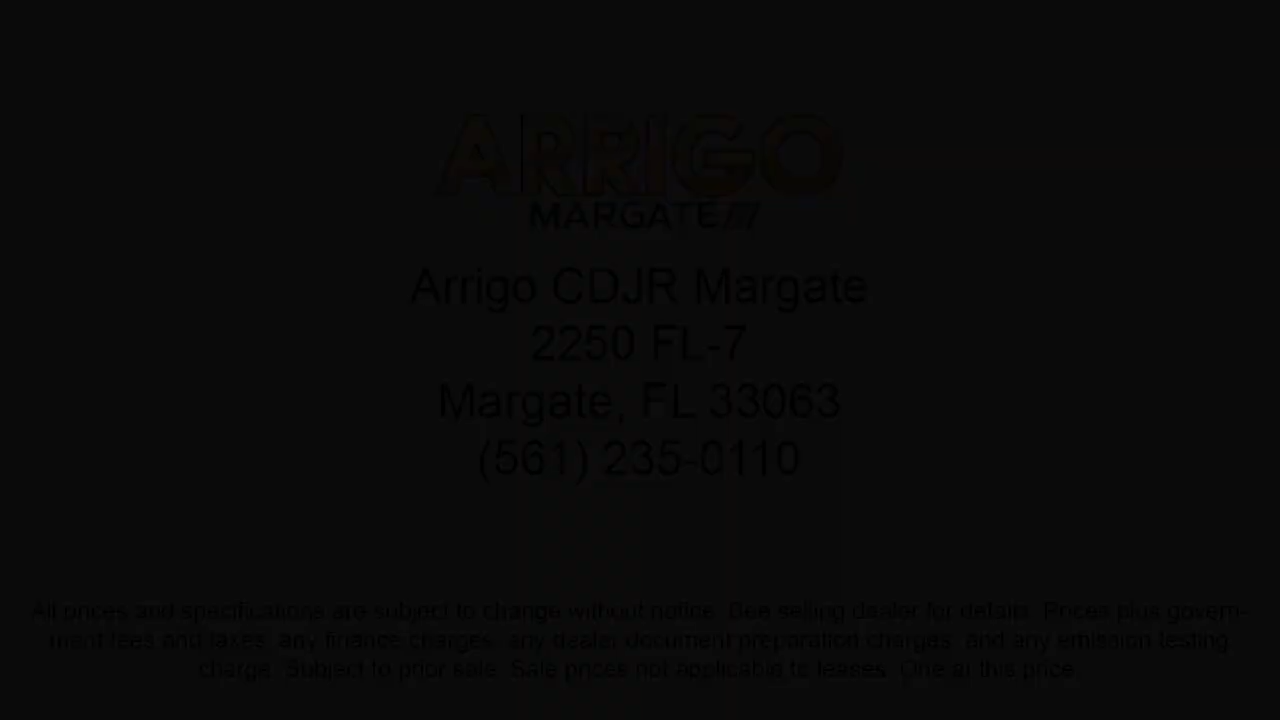 ARRIGO
MARGATE
Arrigo CDJR Margate
2250 FL-7
Margate, FL 33063
(561) 235-0110
All prices and specifications are subject to change without notice. See selling dealer for details. Prices plus govern-
ment fees and taxes, any finance charges, any dealer document preparation charges, and any emission testing
charge. Subject to prior sale. Sale prices not applicable to leases. One at this price.